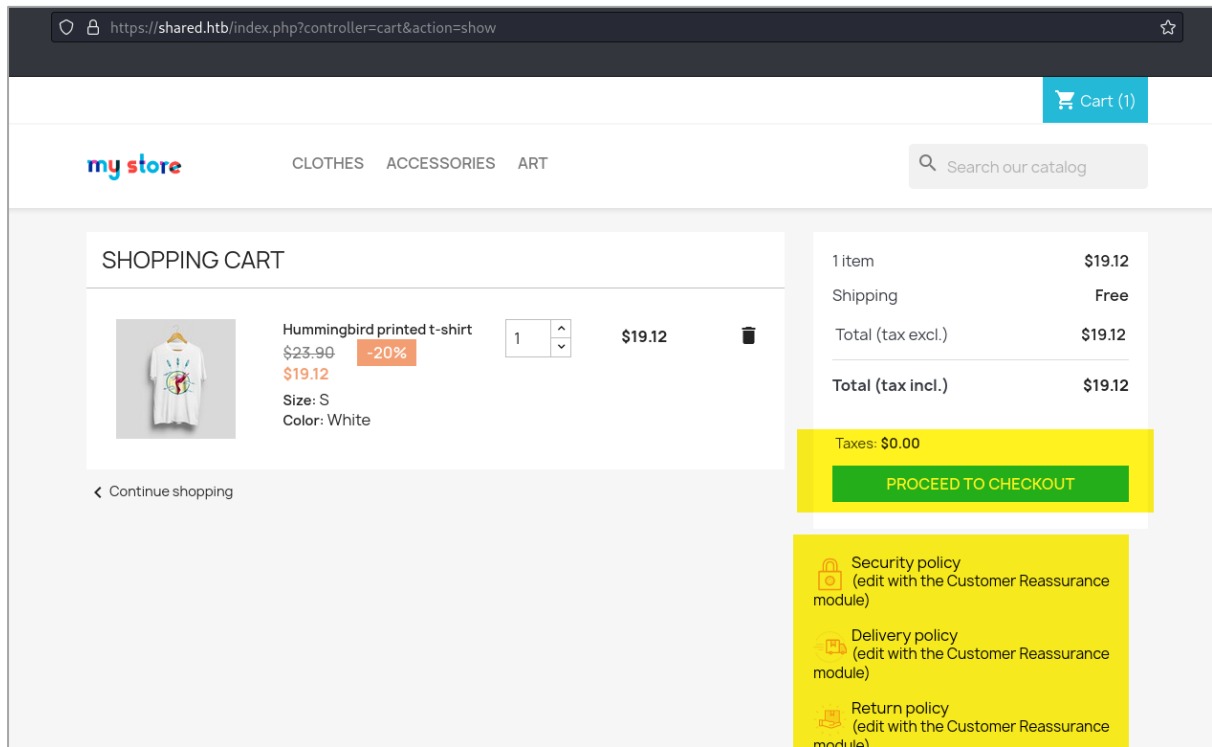 https://shared.htb/index.php?controller=cart&action=show
Cart (1)
my store
CLOTHES ACCESSORIES ART
Search our catalog
SHOPPING CART
Hummingbird printed t-shirt
$23.90 -20%
$19.12
Size: S
Color: White
1
$19.12
Continue shopping
1 item $19.12
Shipping Free
Total (tax excl.) $19.12
Total (tax incl.) $19.12
Taxes: $0.00
PROCEED TO CHECKOUT
Security policy
(edit with the Customer Reassurance
module)
Delivery policy
(edit with the Customer Reassurance
module)
Return policy
(edit with the Customer Reassurance
module)